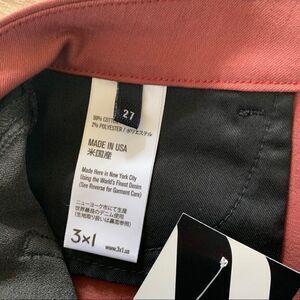 27
98% COTTON
2% POLYESTER / ポリエステル
MADE IN USA
米国産
Made Here in New York City
Using the World's Finest Denim
(See Reverse for Garment Care)
ニューヨーク市にて生産
世界最高のデニム使用
(生地取り扱いは裏面参照)
3×1
www.3x1.us